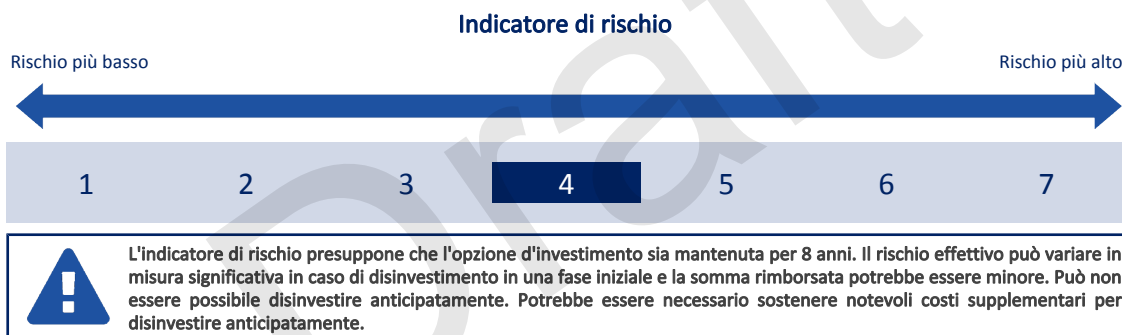 Indicatore di rischio
Rischio più basso
Rischio più alto
1 2 3 4 5 6 7
L'indicatore di rischio presuppone che l'opzione d'investimento sia mantenuta per 8 anni. Il rischio effettivo può variare in
misura significativa in caso di disinvestimento in una fase iniziale e la somma rimborsata potrebbe essere minore. Può non
essere possibile disinvestire anticipatamente. Potrebbe essere necessario sostenere notevoli costi supplementari per
disinvestire anticipatamente.
Draft